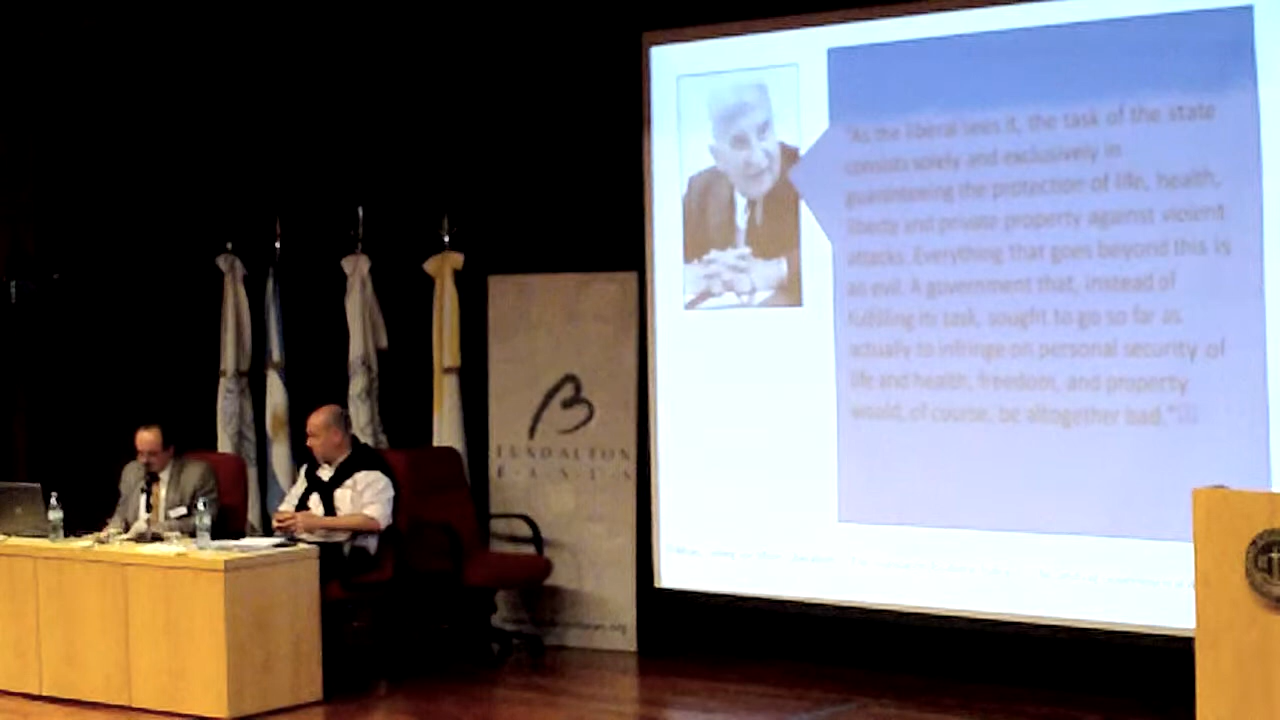 "As the liberal sees it, the task of the state
consists solely and exclusively in
guaranteeing the protection of life, health,
liberty and private property against violent
attacks. Everything that goes beyond this is
an evil. A government that, instead of
fulfilling its task, sought to go so far as
actually to infringe on personal security of
life and health, freedom, and property
would, of course, be altogether bad."
B
FUNDALTON
B A S E S